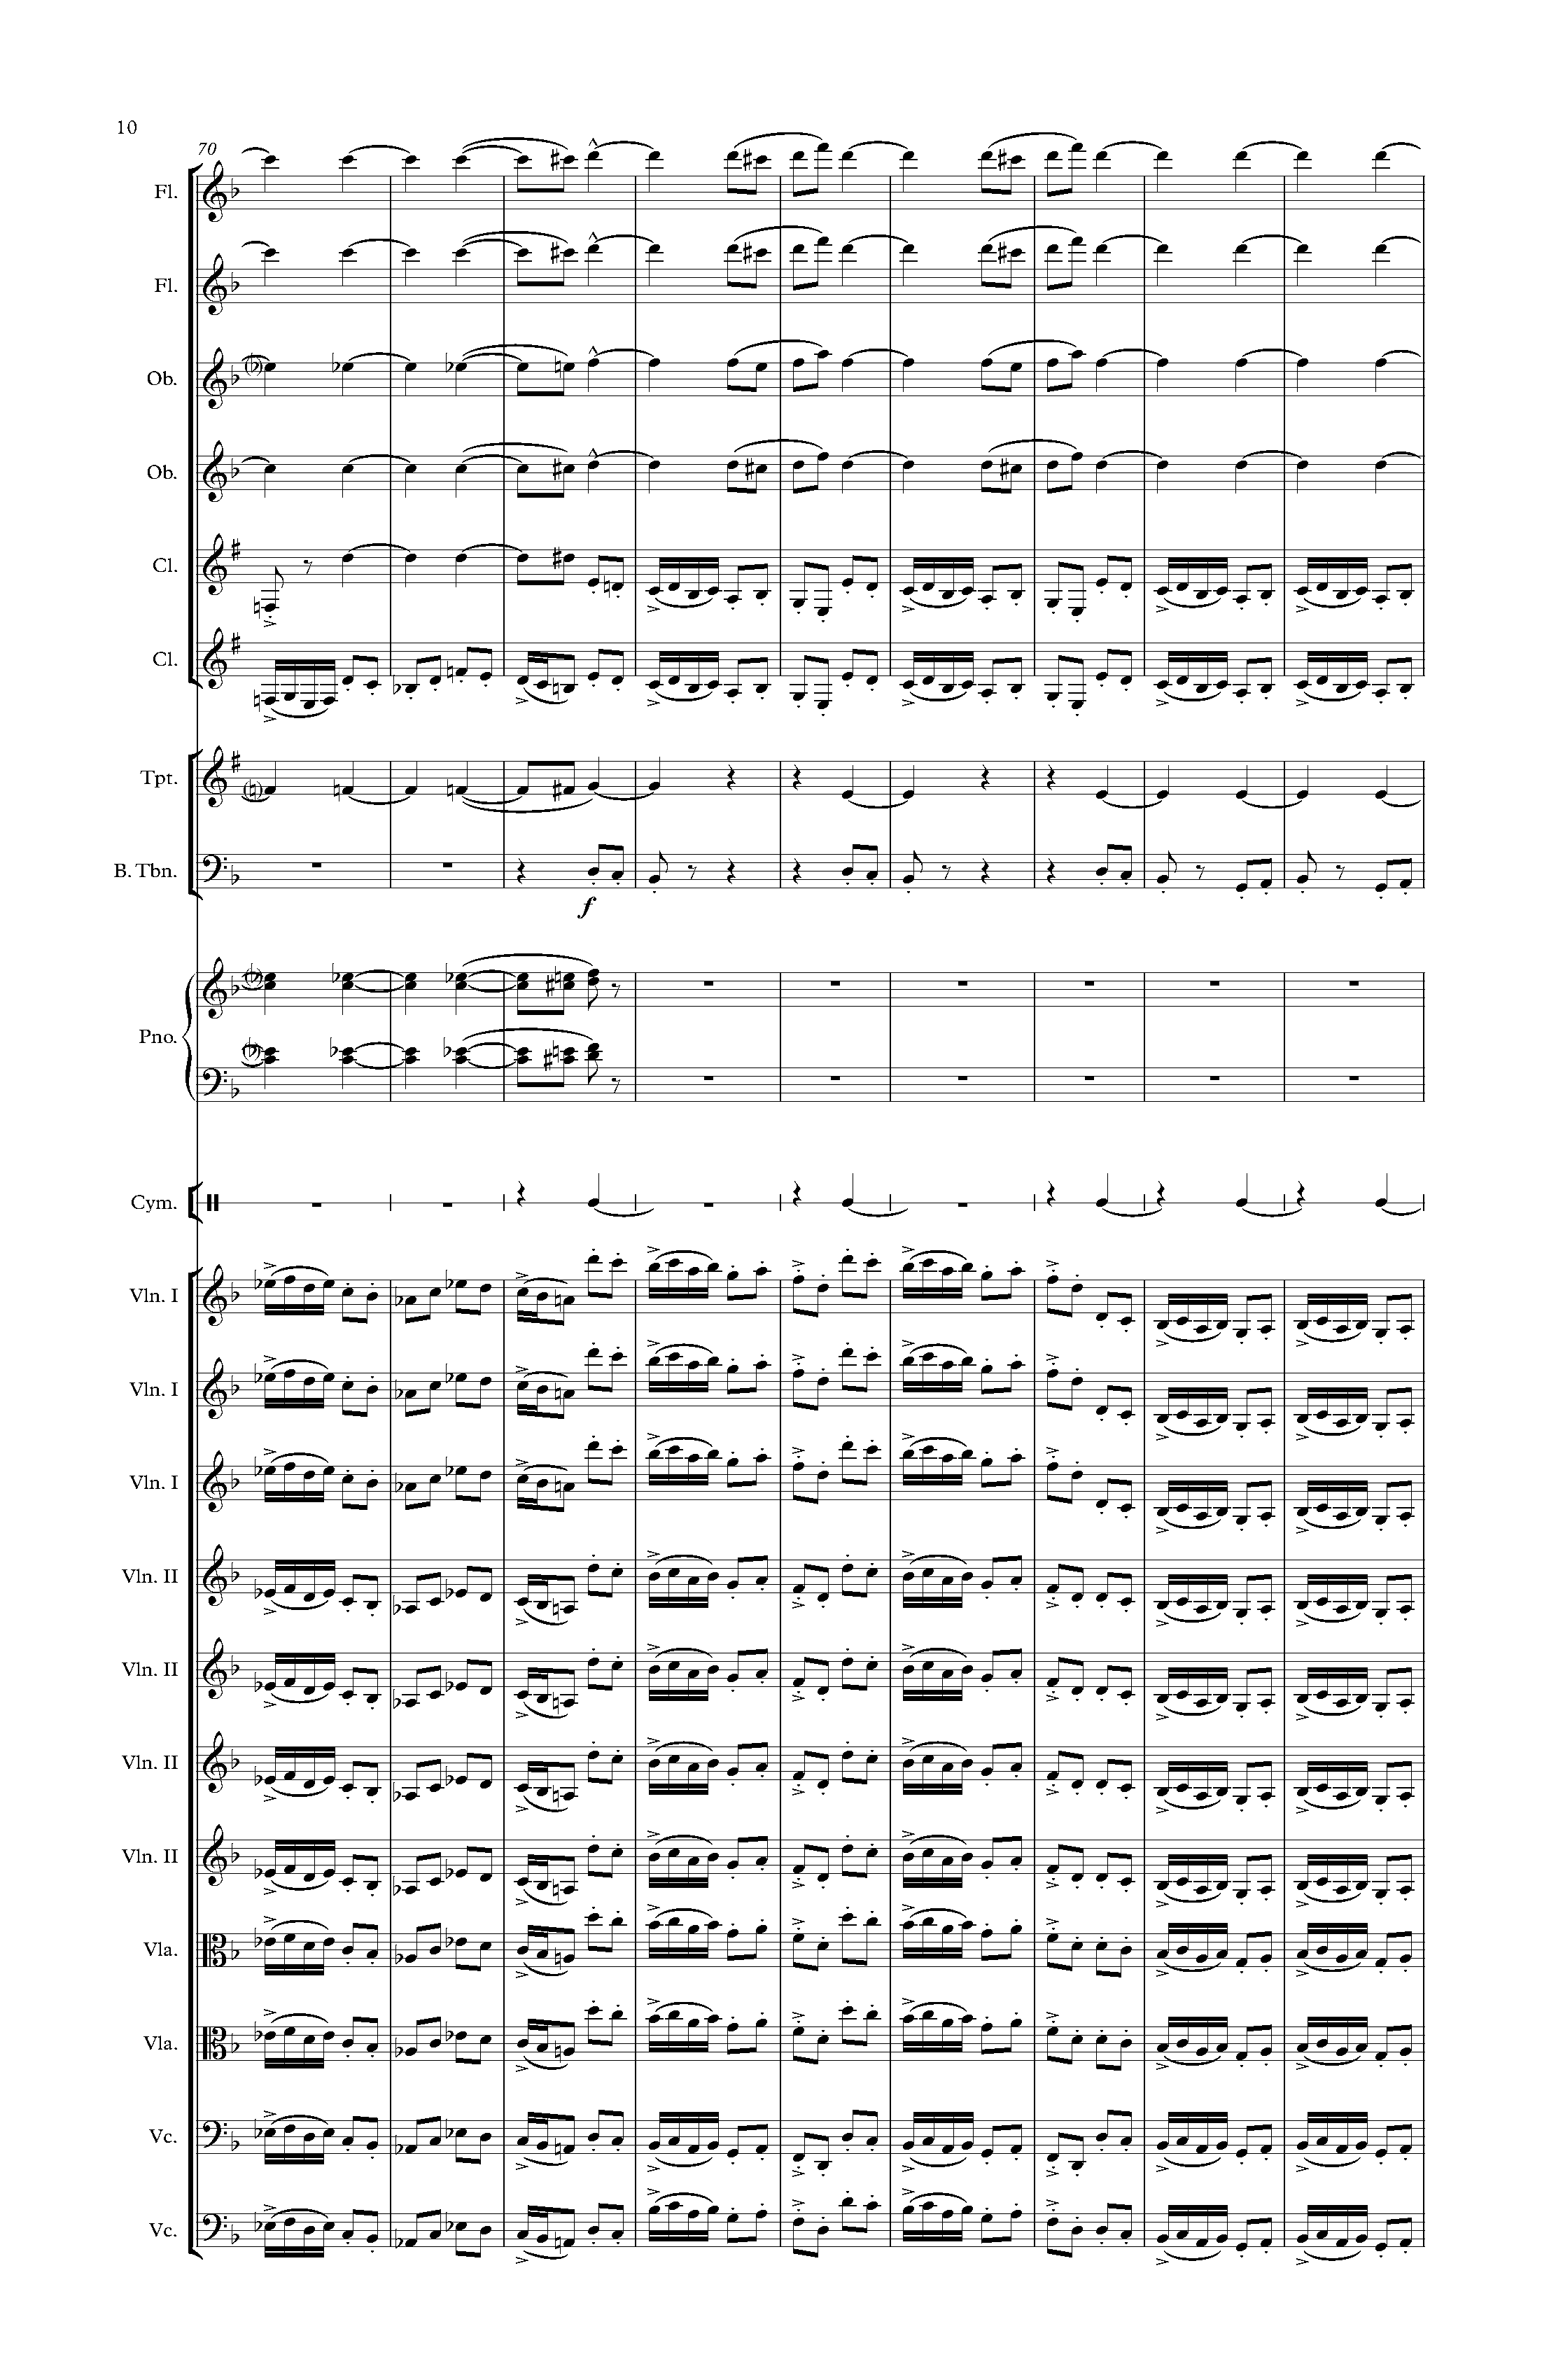 10
70
Fl.
Fl.
Ob.
Ob.
Cl.
Cl.
Tpt.
B. Tbn.
f
Pno.
Cym.
Vln. I
Vln. I
Vln. I
Vln. II
Vln. II
Vln. II
Vln. II
Vla.
Vla.
Vc.
Vc.